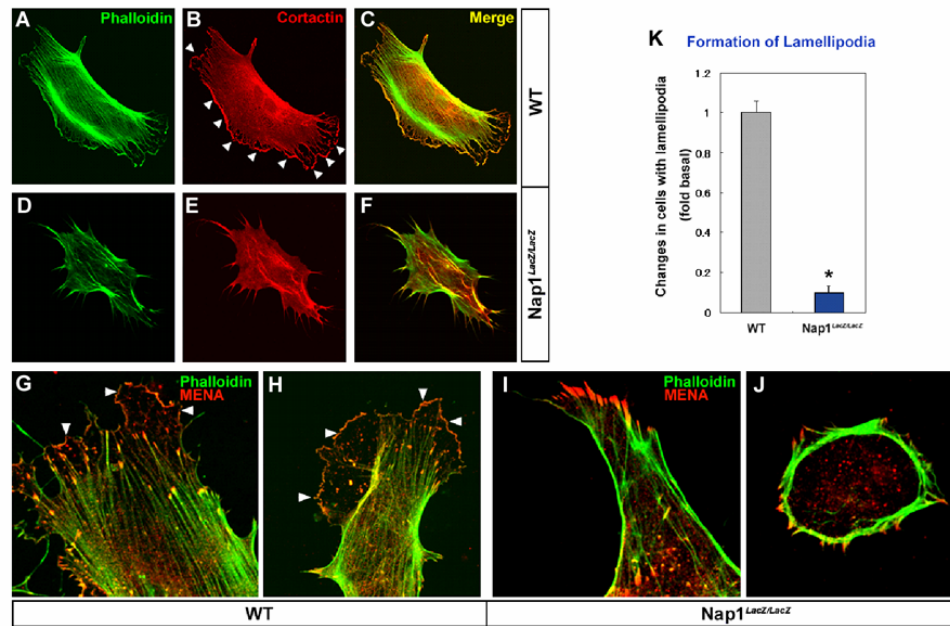 A Phalloidin
B Cortactin
C Merge
WT
D
E
F
Nap1LacZ/LacZ
K Formation of Lamellipodia
Changes in cells with lamellipodia
(fold basal)
1.2
1
0.8
0.6
0.4
0.2
0
*
WT Nap1LacZ/LacZ
G Phalloidin
MENA
H
I Phalloidin
MENA
J
WT Nap1LacZ/LacZ